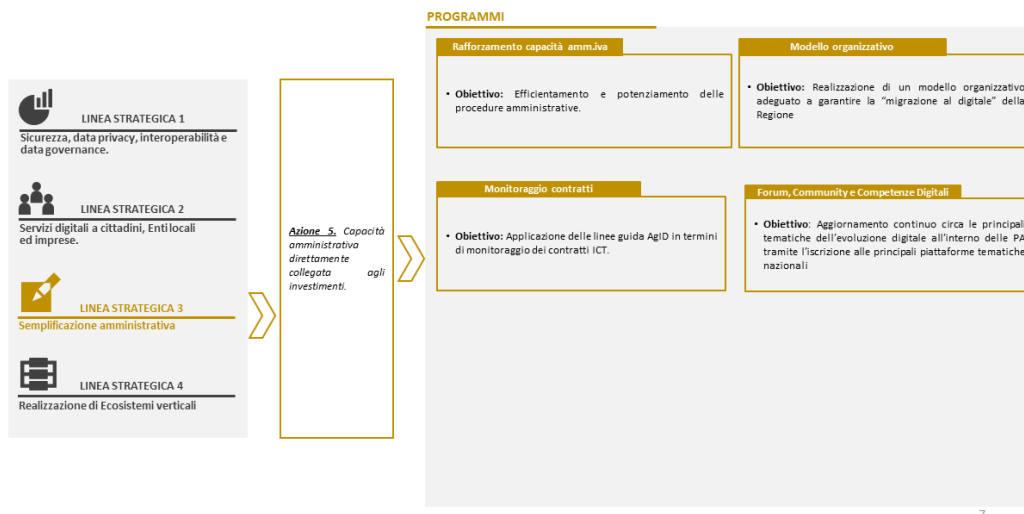 PROGRAMMI
LINEA STRATEGICA 1
Sicurezza, data privacy, interoperabilità e
data governance.
LINEA STRATEGICA 2
Servizi digitali a cittadini, Enti locali
ed imprese.
LINEA STRATEGICA 3
Semplificazione amministrativa
LINEA STRATEGICA 4
Realizzazione di Ecosistemi verticali
Azione 5. Capacità
amministrativa
direttamente
collegata agli
investimenti.
Rafforzamento capacità amm.iva
• Obiettivo: Efficientamento e potenziamento delle
procedure amministrative.
Modello organizzativo
• Obiettivo: Realizzazione di un modello organizzativo
adeguato a garantire la “migrazione al digitale” della
Regione
Monitoraggio contratti
• Obiettivo: Applicazione delle linee guida AgID in termini
di monitoraggio dei contratti ICT.
Forum, Community e Competenze Digitali
• Obiettivo: Aggiornamento continuo circa le principali
tematiche dell’evoluzione digitale all’interno delle PA
tramite l’iscrizione alle principali piattaforme tematiche
nazionali